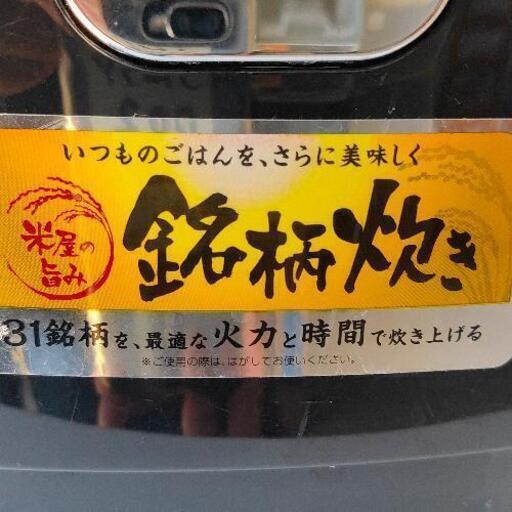 いつものごはんを、さらに美味しく
米屋の
旨み
銘柄炊き
31銘柄を、最適な火力と時間で炊き上げる
※ご使用の際は、はがしてお使いください。